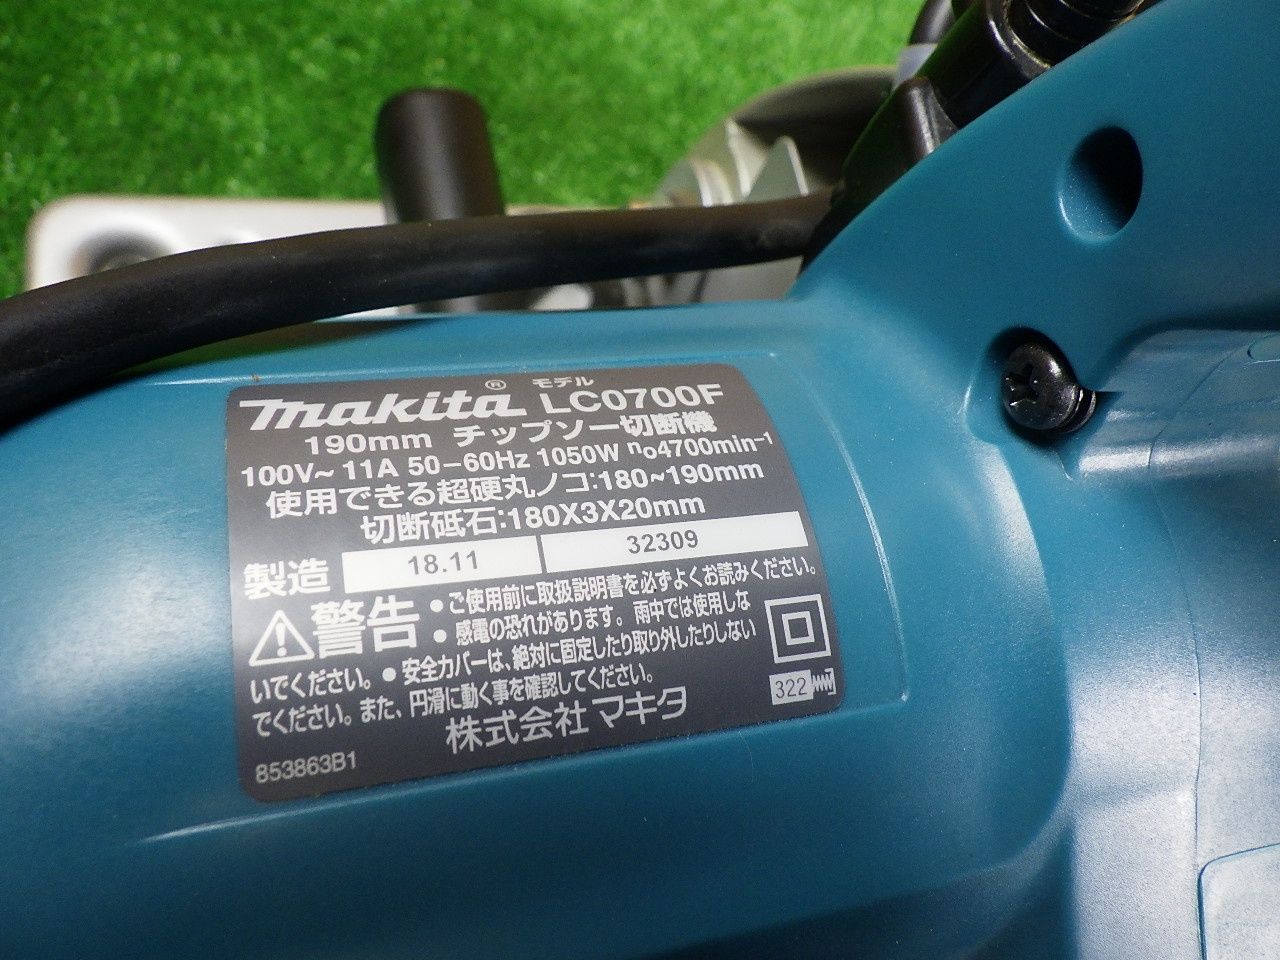 makita® モデル LC0700F
190mm チップソー切断機
100V~ 11A 50-60Hz 1050W no4700min-1
使用できる超硬丸ノコ:180~190mm
切断砥石:180X3X20mm
製造 18.11 32309
警告 ●ご使用前に取扱説明書を必ずよくお読みください。
●感電の恐れがあります。雨中では使用しな
いでください。●安全カバーは、絶対に固定したり取り外したりしない
でください。また、円滑に動く事を確認してください。
322
株式会社マキタ
853863B1